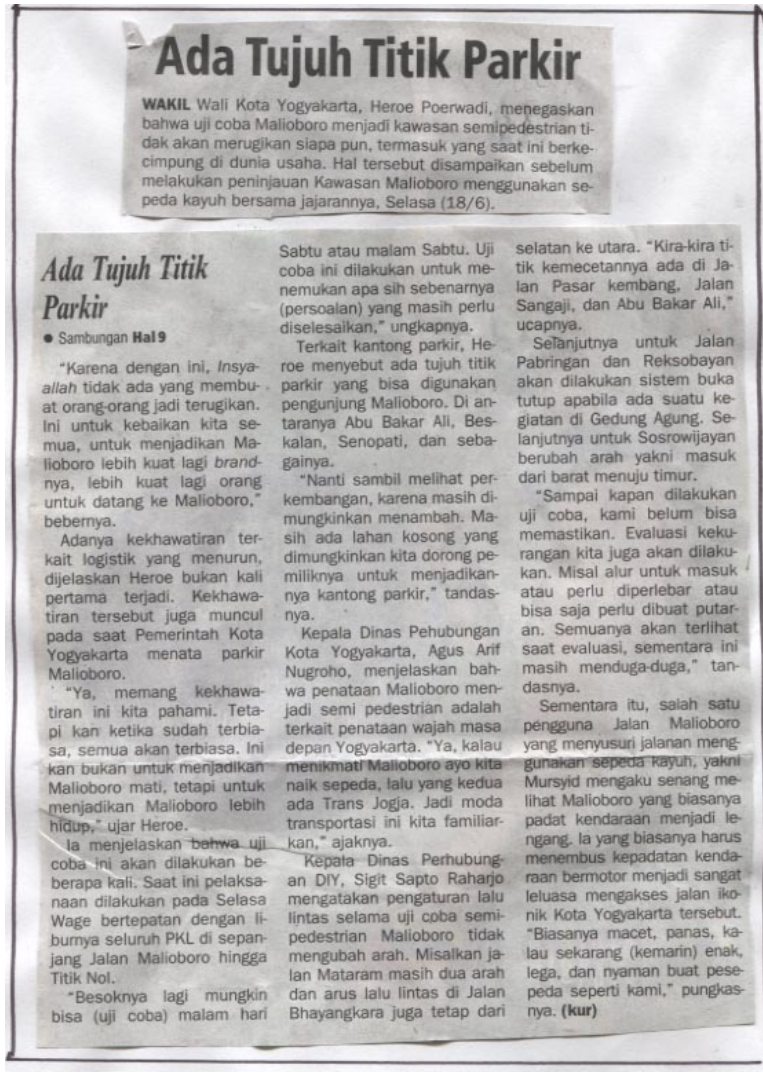 Ada Tujuh Titik Parkir
WAKIL Wali Kota Yogyakarta, Heroe Poerwadi, menegaskan
bahwa uji coba Malioboro menjadi kawasan semipedestrian ti-
dak akan merugikan siapa pun, termasuk yang saat ini berke-
cimpung di dunia usaha. Hal tersebut disampaikan sebelum
melakukan peninjauan Kawasan Malioboro menggunakan se-
peda kayuh bersama jajarannya, Selasa (18/6).
Ada Tujuh Titik
Parkir
● Sambungan Hal 9
"Karena dengan ini, Insya-
allah tidak ada yang membu-
at orang-orang jadi terugikan.
Ini untuk kebaikan kita se-
mua, untuk menjadikan Ma-
lioboro lebih kuat lagi brand-
nya, lebih kuat lagi orang
untuk datang ke Malioboro,"
bebernya.
Adanya kekhawatiran ter-
kait logistik yang menurun,
dijelaskan Heroe bukan kali
pertama terjadi. Kekhawa-
tiran tersebut juga muncul
pada saat Pemerintah Kota
Yogyakarta menata parkir
Malioboro.
"Ya, memang kekhawa-
tiran ini kita pahami. Teta-
pi kan ketika sudah terbia-
sa, semua akan terbiasa. Ini
kan bukan untuk menjadikan
Malioboro mati, tetapi untuk
menjadikan Malioboro lebih
hidup," ujar Heroe.
Ia menjelaskan bahwa uji
coba ini akan dilakukan be-
berapa kali. Saat ini pelaksa-
naan dilakukan pada Selasa
Wage bertepatan dengan li-
burnya seluruh PKL di sepan-
jang Jalan Malioboro hingga
Titik Nol.
"Besoknya lagi mungkin
bisa (uji coba) malam hari
Sabtu atau malam Sabtu. Uji
coba ini dilakukan untuk me-
nemukan apa sih sebenarnya
(persoalan) yang masih perlu
diselesaikan," ungkapnya.
Terkait kantong parkir, He-
roe menyebut ada tujuh titik
parkir yang bisa digunakan
pengunjung Malioboro. Di an-
taranya Abu Bakar Ali, Bes-
kalan, Senopati, dan seba-
gainya.
"Nanti sambil melihat per-
kembangan, karena masih di-
mungkinkan menambah. Ma-
sih ada lahan kosong yang
dimungkinkan kita dorong pe-
miliknya untuk menjadikan-
nya kantong parkir," tandas-
nya.
Kepala Dinas Pehubungan
Kota Yogyakarta, Agus Arif
Nugroho, menjelaskan bah-
wa penataan Malioboro men-
jadi semi pedestrian adalah
terkait penataan wajah masa
depan Yogyakarta. "Ya, kalau
menikmati Malioboro ayo kita
naik sepeda, lalu yang kedua
ada Trans Jogja. Jadi moda
transportasi ini kita familiar-
kan," ajaknya.
Kepala Dinas Perhubung-
an DIY, Sigit Sapto Raharjo
mengatakan pengaturan lalu
lintas selama uji coba semi-
pedestrian Malioboro tidak
mengubah arah. Misalkan ja-
lan Mataram masih dua arah
dan arus lalu lintas di Jalan
Bhayangkara juga tetap dari
selatan ke utara. "Kira-kira ti-
tik kemecetannya ada di Ja-
lan Pasar kembang, Jalan
Sangaji, dan Abu Bakar Ali,"
ucapnya.
Selanjutnya untuk Jalan
Pabringan dan Reksobayan
akan dilakukan sistem buka
tutup apabila ada suatu ke-
giatan di Gedung Agung. Se-
lanjutnya untuk Sosrowijayan
berubah arah yakni masuk
dari barat menuju timur.
"Sampai kapan dilakukan
uji coba, kami belum bisa
memastikan. Evaluasi keku-
rangan kita juga akan dilaku-
kan. Misal alur untuk masuk
atau perlu diperlebar atau
bisa saja perlu dibuat putar-
an. Semuanya akan terlihat
saat evaluasi, sementara ini
masih menduga-duga," tan-
dasnya.
Sementara itu, salah satu
pengguna Jalan Malioboro
yang menyusuri jalanan meng-
gunakan sepeda kayuh, yakni
Mursyid mengaku senang me-
lihat Malioboro yang biasanya
padat kendaraan menjadi le-
ngang. Ia yang biasanya harus
menembus kepadatan kenda-
raan bermotor menjadi sangat
leluasa mengakses jalan iko-
nik Kota Yogyakarta tersebut.
"Biasanya macet, panas, ka-
lau sekarang (kemarin) enak,
lega, dan nyaman buat pese-
peda seperti kami," pungkas-
nya. (kur)